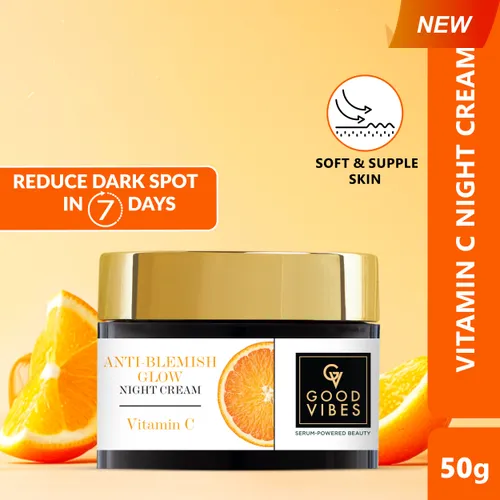 NEW
VITAMIN C NIGHT CREAM
SOFT & SUPPLE
SKIN
REDUCE DARK SPOT
IN 7 DAYS
ANTI-BLEMISH
GLOW
NIGHT CREAM
Vitamin C
GV
GOOD
VIBES
SERUM-POWERED BEAUTY
50g